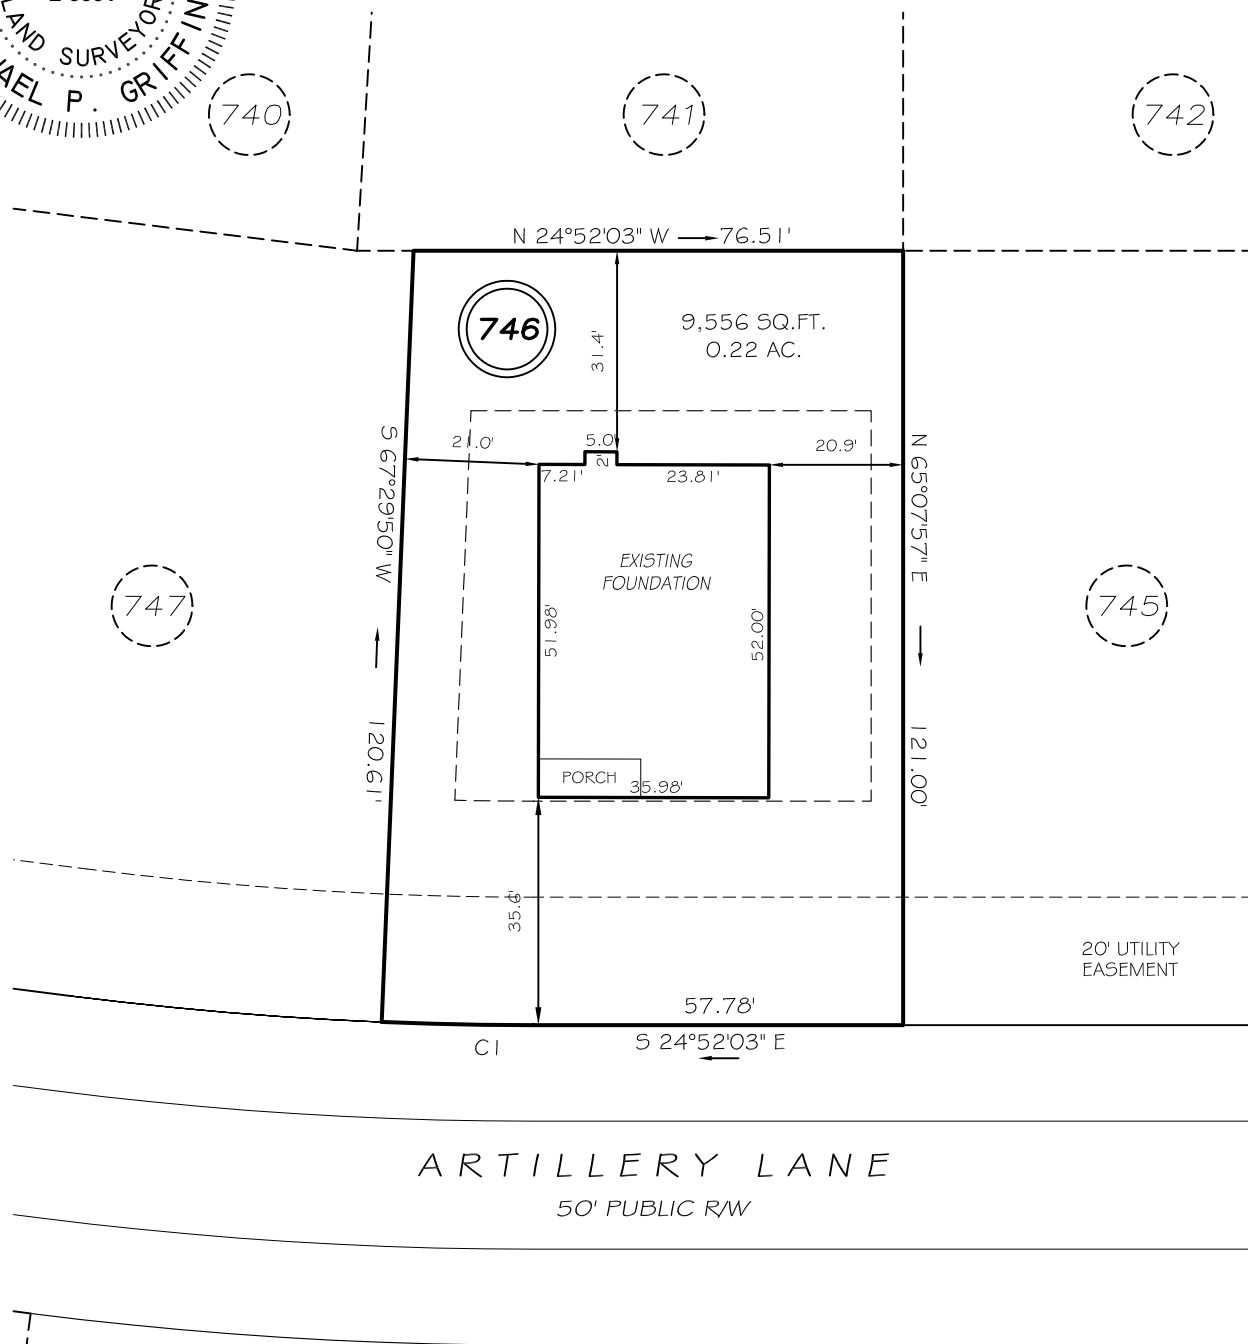 LAND SURVEYOR
AEL P. GRIFFIN
740
741
742
N 24°52'03" W
76.51'
746
9,556 SQ.FT.
0.22 AC.
31.4'
S 67°29'50" W
120.61'
21.0'
5.0'
2'
20.9'
7.21'
23.81'
N 65°07'57" E
121.00'
EXISTING
FOUNDATION
747
745
51.98'
52.00'
PORCH
35.98'
35.6'
20' UTILITY
EASEMENT
57.78'
C1
S 24°52'03" E
ARTILLERY LANE
50' PUBLIC R/W